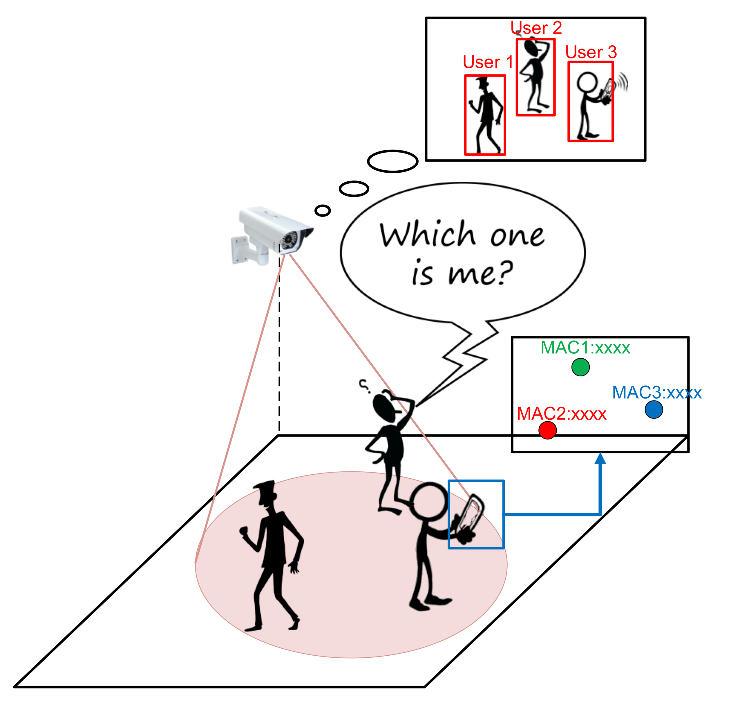 User 2
User 1
User 3
Which one
is me?
MAC1:xxxx
MAC3:xxxx
MAC2:xxxx